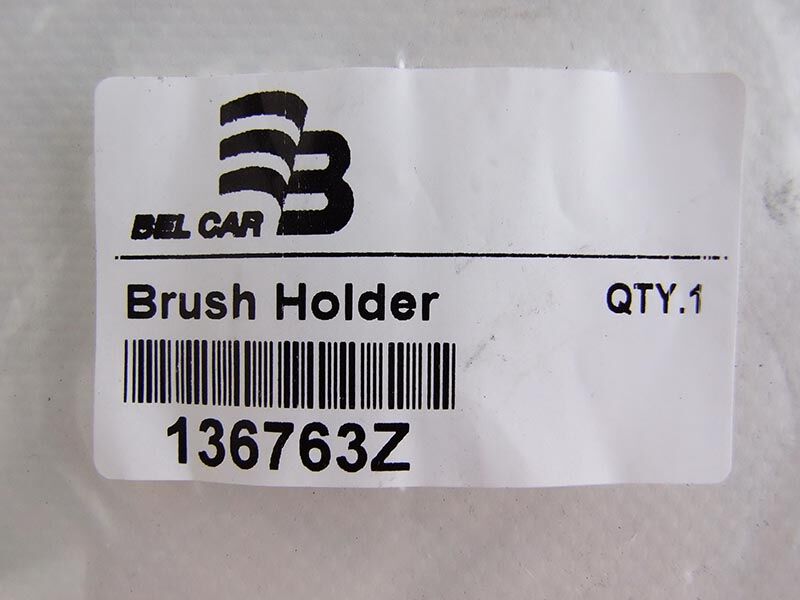 B
BEL CAR
Brush Holder QTY.1
136763Z